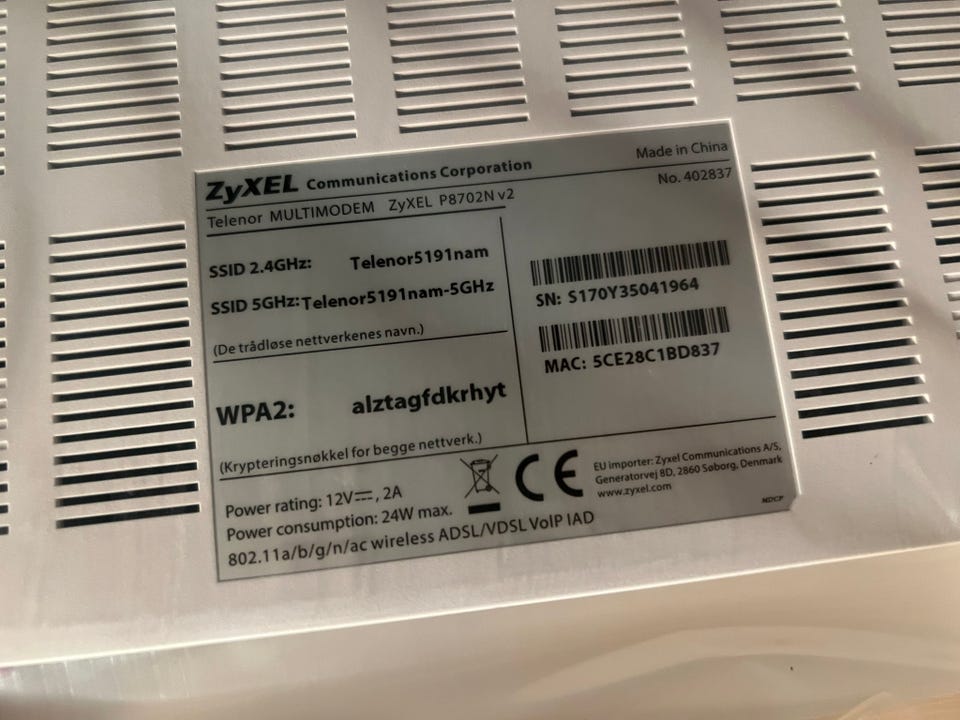 ZyXEL Communications Corporation
Made in China
Telenor MULTIMODEM ZyXEL P8702N v2
No. 402837
SSID 2.4GHz: Telenor5191nam
SSID 5GHz: Telenor5191nam-5GHz
(De trådløse nettverkenes navn.)
WPA2: alztagfdkrhyt
(Krypteringsnøkkel for begge nettverk.)
SN: S170Y35041964
MAC: 5CE28C1BD837
Power rating: 12V⎓, 2A
Power consumption: 24W max.
802.11a/b/g/n/ac wireless ADSL/VDSL VoIP IAD
CE
EU importer: Zyxel Communications A/S,
Generatorvej 8D, 2860 Søborg, Denmark
www.zyxel.com